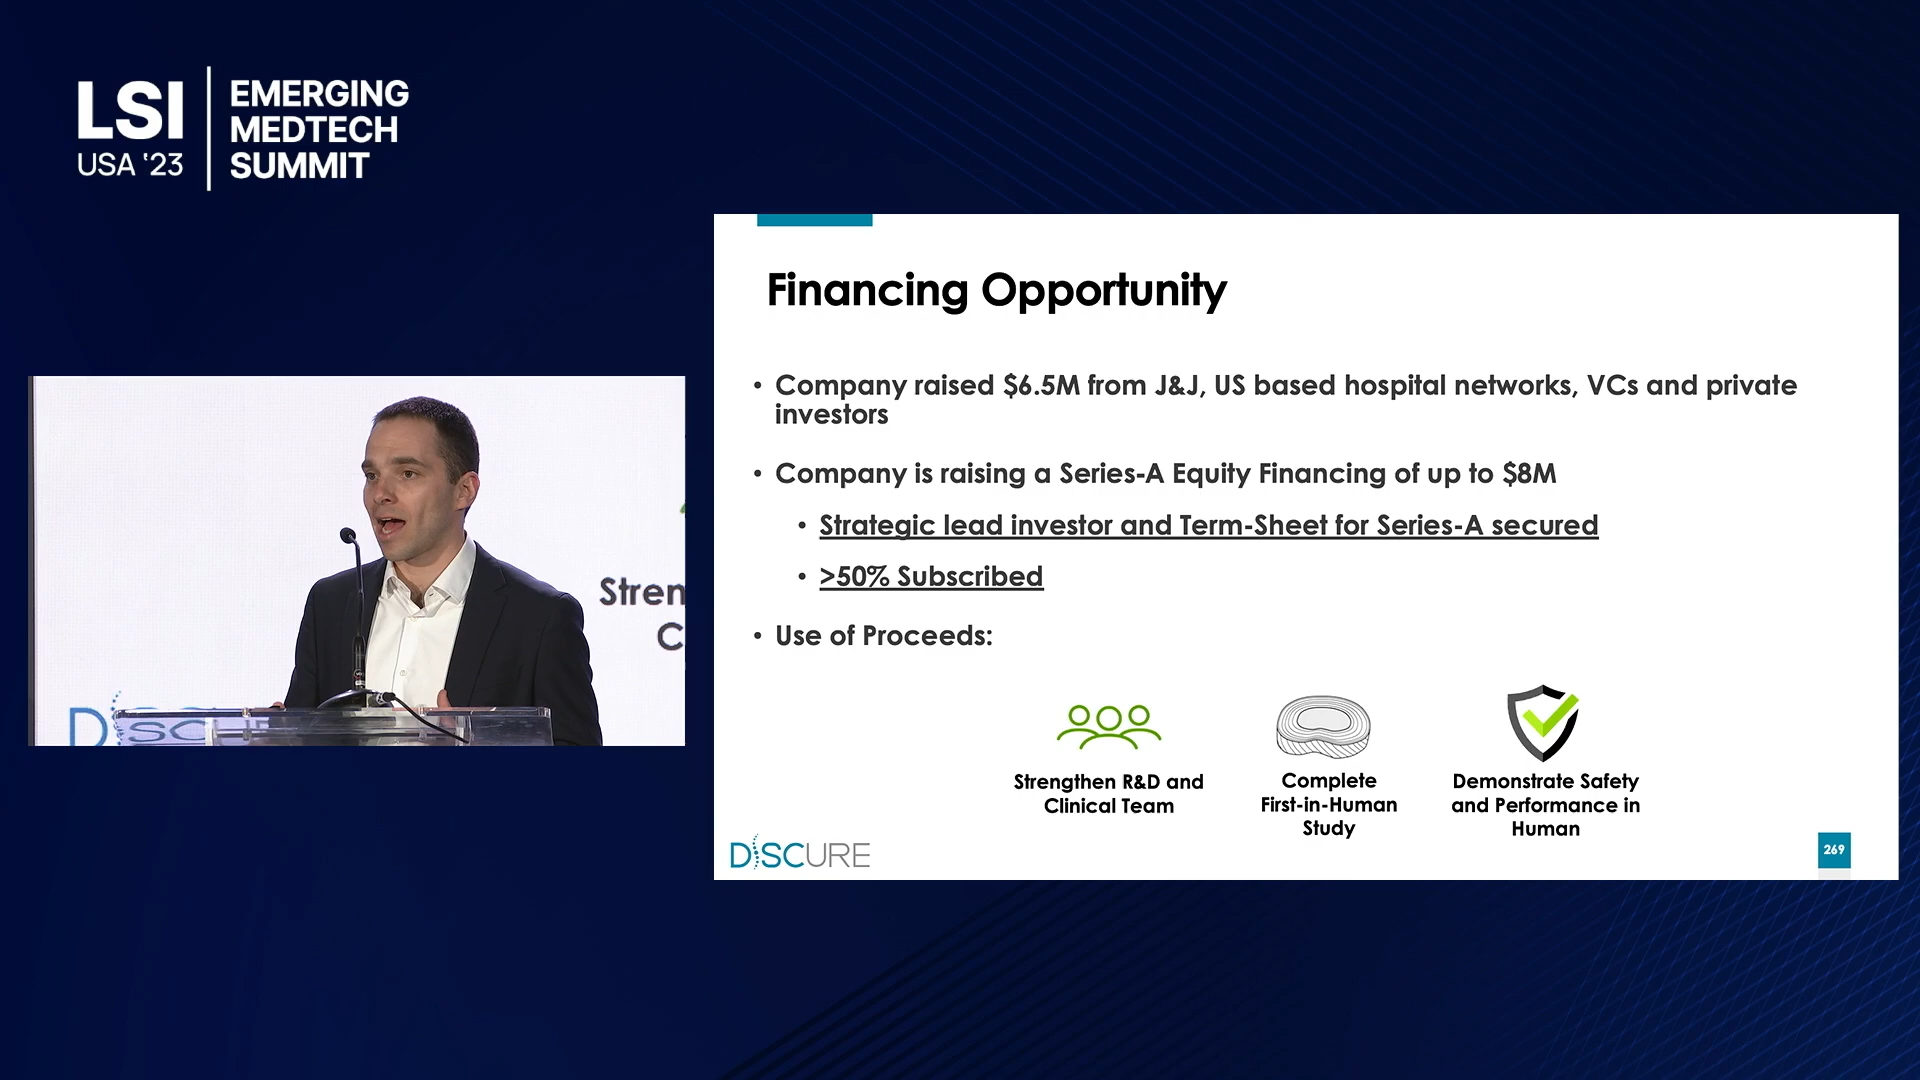 LSI
USA '23
EMERGING
MEDTECH
SUMMIT
Financing Opportunity
• Company raised $6.5M from J&J, US based hospital networks, VCs and private
investors
• Company is raising a Series-A Equity Financing of up to $8M
• Strategic lead investor and Term-Sheet for Series-A secured
• >50% Subscribed
• Use of Proceeds:
Strengthen R&D and
Clinical Team
Complete
First-in-Human
Study
Demonstrate Safety
and Performance in
Human
DISCURE
269
Stren
C
DISCURE